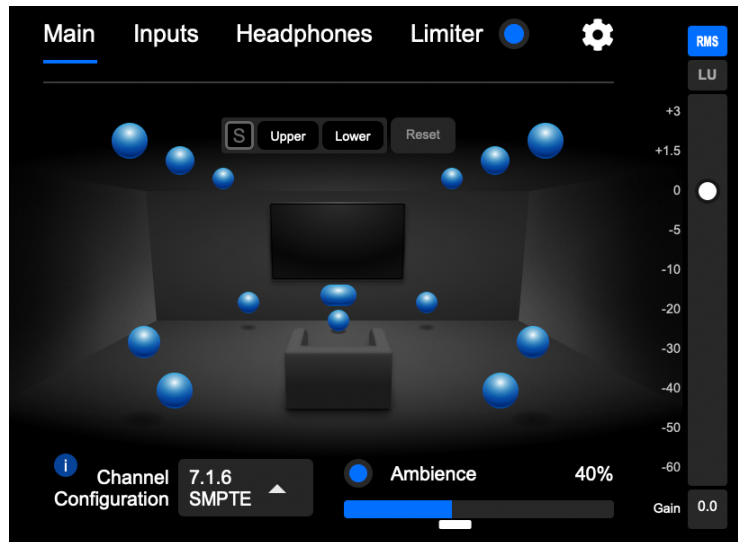 Main Inputs Headphones Limiter
RMS
LU
S Upper Lower Reset
+3
+1.5
0
-5
-10
-20
-30
-40
-50
-60
i
Channel
Configuration
7.1.6
SMPTE
Ambience 40%
Gain 0.0